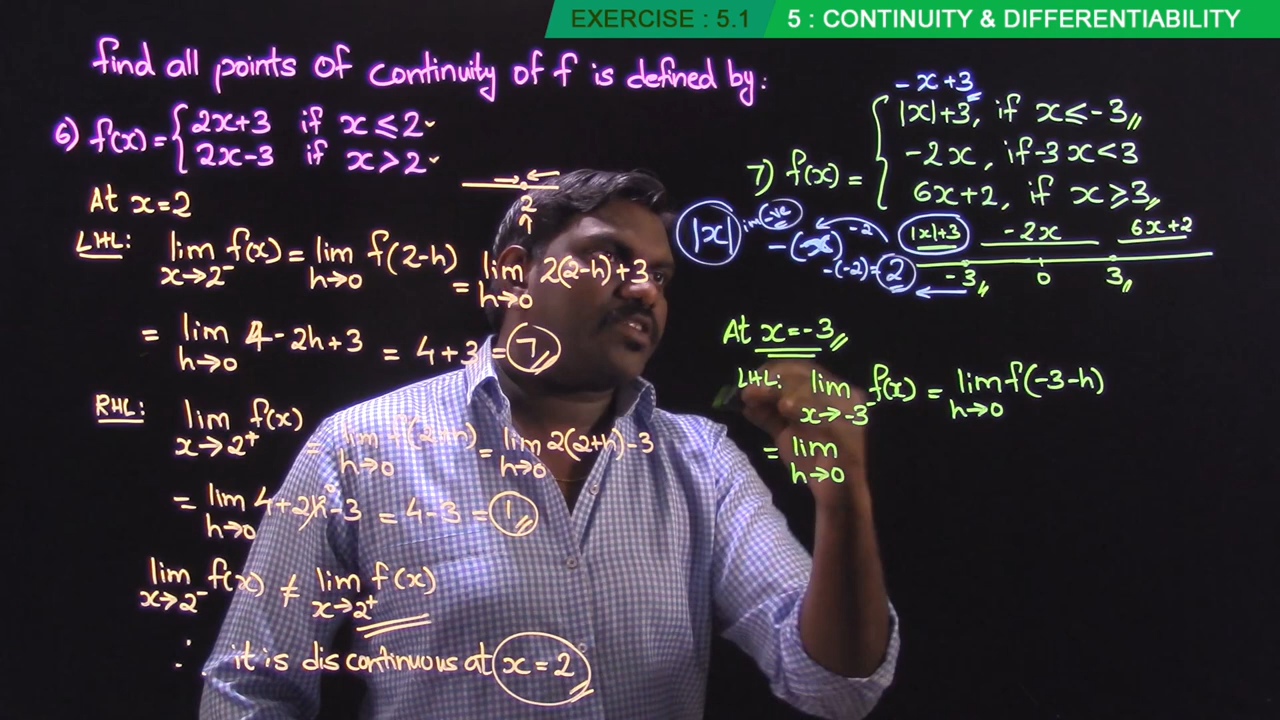 EXERCISE : 5.1
5 : CONTINUITY & DIFFERENTIABILITY
Find all points of continuity of f is defined by:
6) f(x) = { 2x+3 if x ≤ 2
2x-3 if x > 2
At x=2
2
LHL: lim x→2⁻ f(x) = lim h→0 f(2-h) = lim h→0 2(2-h)+3
= lim h→0 4-2h+3 = 4+3 = 7
RHL: lim x→2⁺ f(x) = lim h→0 f(2+h) = lim h→0 2(2+h)-3
= lim h→0 4+2h-3 = 4-3 = 1
lim x→2⁻ f(x) ≠ lim x→2⁺ f(x)
∴ it is discontinuous at x=2
-x+3
7) f(x) = { |x|+3, if x ≤ -3
-2x, if -3 x < 3
6x+2, if x ≥ 3
|x| -ve -(-x) -2
-(-2) = 2
|x|+3 -2x 6x+2
-3 0 3
At x=-3
LHL: lim x→-3⁻ f(x) = lim h→0 f(-3-h)
= lim h→0